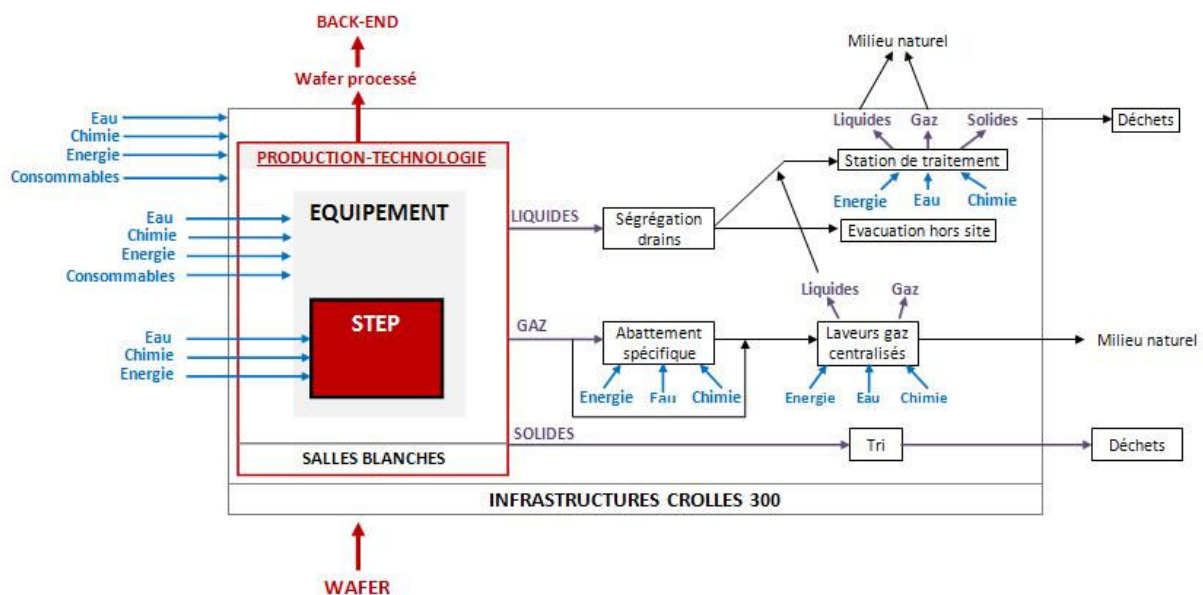 BACK-END
Wafer processé
Milieu naturel
Eau
Chimie
Energie
Consommables
Liquides Gaz Solides
Déchets
PRODUCTION-TECHNOLOGIE
Station de traitement
Energie Eau Chimie
EQUIPEMENT
Eau
Chimie
Energie
Consommables
LIQUIDES
Ségrégation
drains
Evacuation hors site
Liquides Gaz
STEP
Eau
Chimie
Energie
GAZ
Abattement
spécifique
Laveurs gaz
centralisés
Milieu naturel
Energie Eau Chimie
Energie Eau Chimie
SOLIDES
Tri
Déchets
SALLES BLANCHES
INFRASTRUCTURES CROLLES 300
WAFER